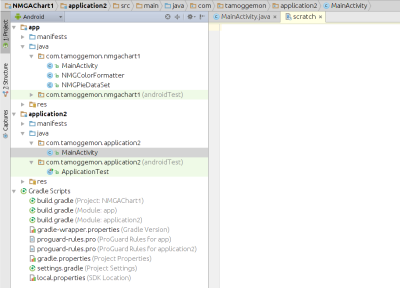 NMGAChart1 application2 src main java com tamoggemon application2 MainActivity
Android
MainActivity.java × scratch ×
1: Project
2: Structure
Captures
app
manifests
java
com.tamoggemon.nmgachart1
MainActivity
NMGColorFormatter
NMGPieDataSet
com.tamoggemon.nmgachart1 (androidTest)
res
application2
manifests
java
com.tamoggemon.application2
MainActivity
com.tamoggemon.application2 (androidTest)
ApplicationTest
res
Gradle Scripts
build.gradle (Project: NMGAChart1)
build.gradle (Module: app)
build.gradle (Module: application2)
gradle-wrapper.properties (Gradle Version)
proguard-rules.pro (ProGuard Rules for app)
proguard-rules.pro (ProGuard Rules for application2)
gradle.properties (Project Properties)
settings.gradle (Project Settings)
local.properties (SDK Location)